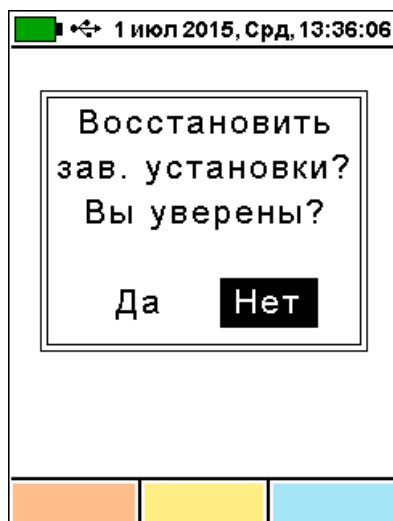 1 июл 2015, Срд, 13:36:06
Восстановить
зав. установки?
Вы уверены?
Да Нет